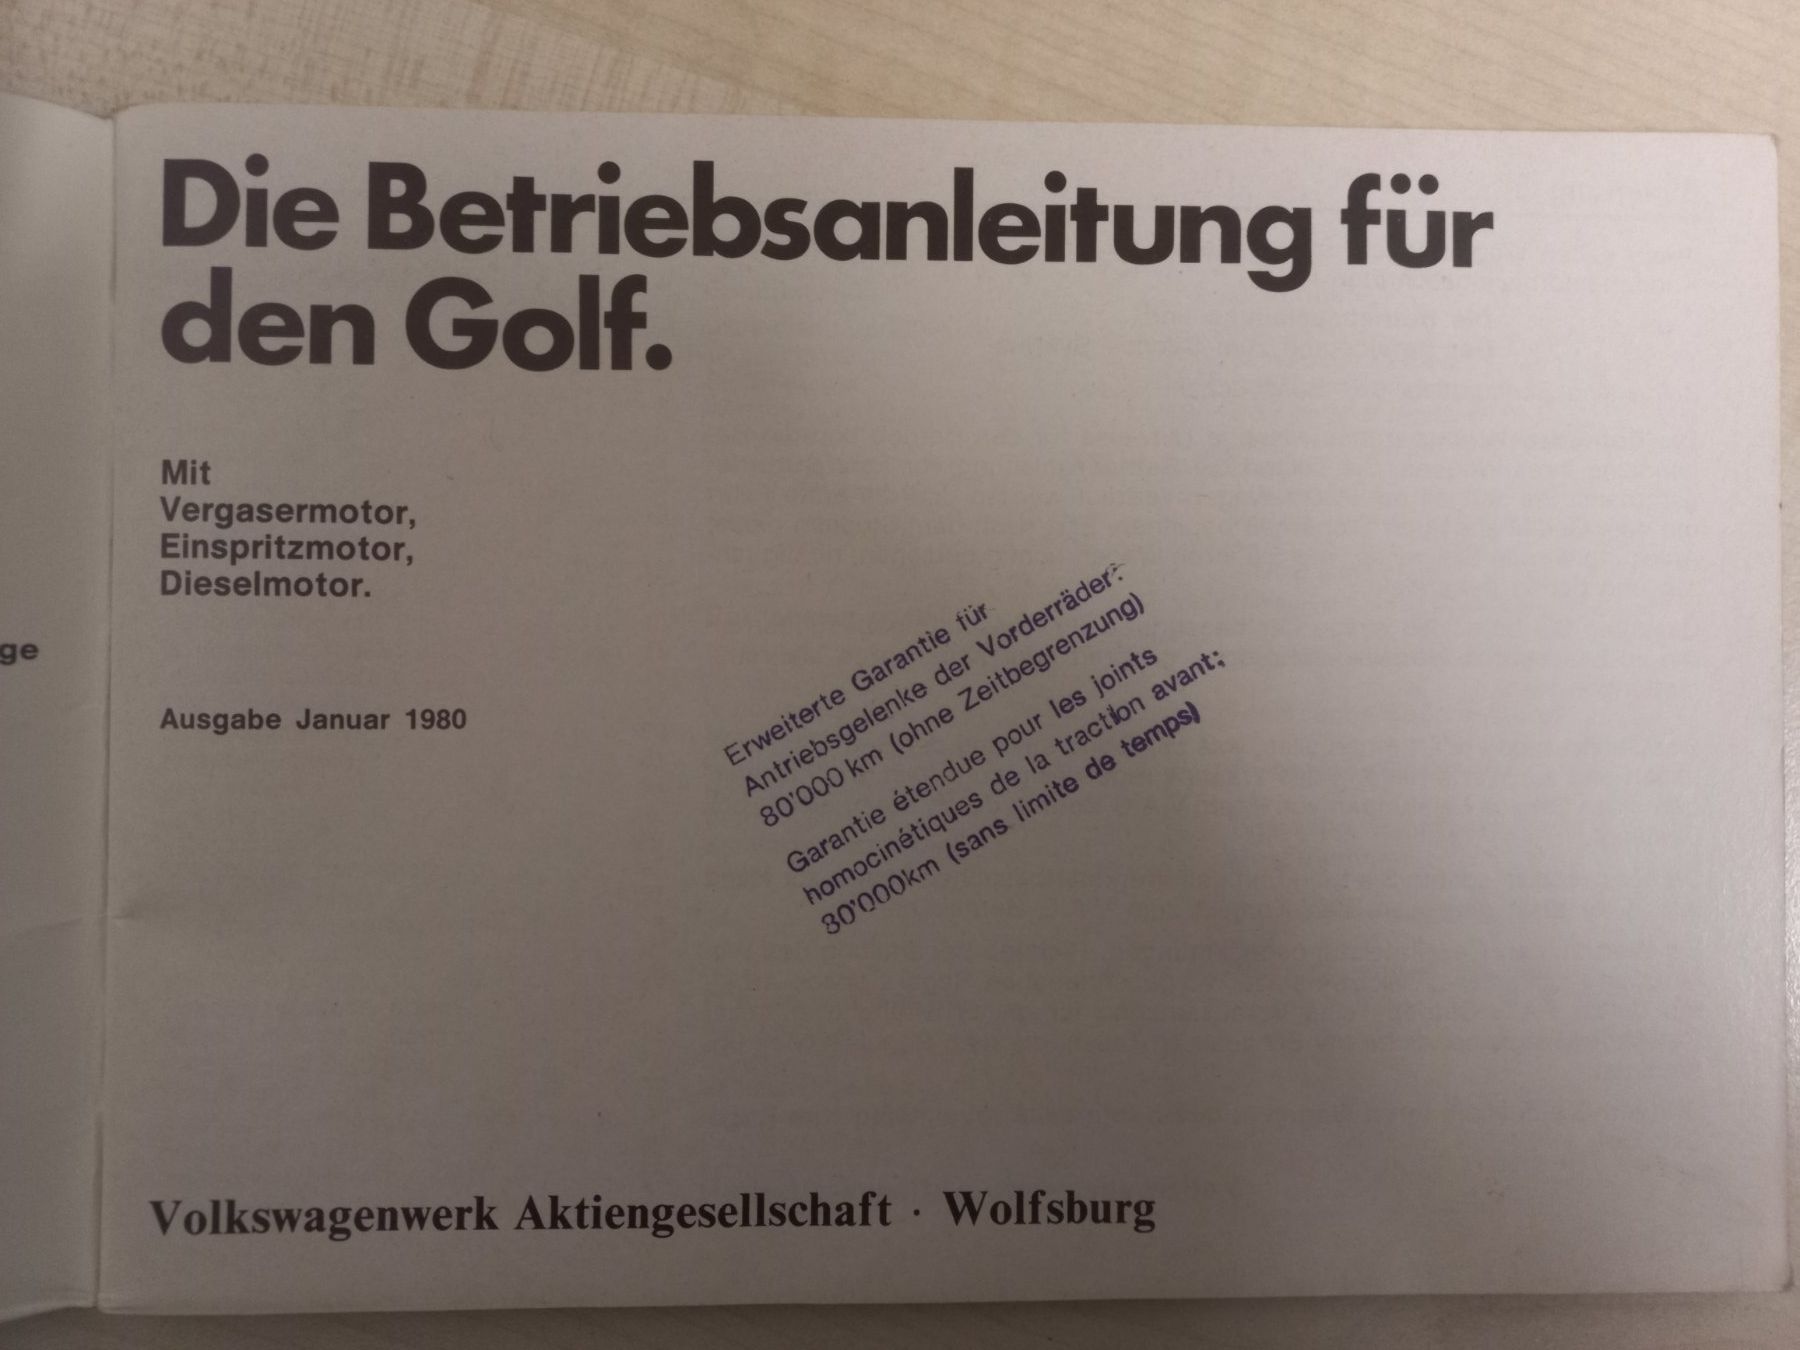 Die Betriebsanleitung für
den Golf.
Mit
Vergasermotor,
Einspritzmotor,
Dieselmotor.
ge
Ausgabe Januar 1980
Erweiterte Garantie für
Antriebsgelenke der Vorderräder:
80'000 km (ohne Zeitbegrenzung)
Garantie étendue pour les joints
homocinétiques de la traction avant:
80'000km (sans limite de temps)
Volkswagenwerk Aktiengesellschaft · Wolfsburg